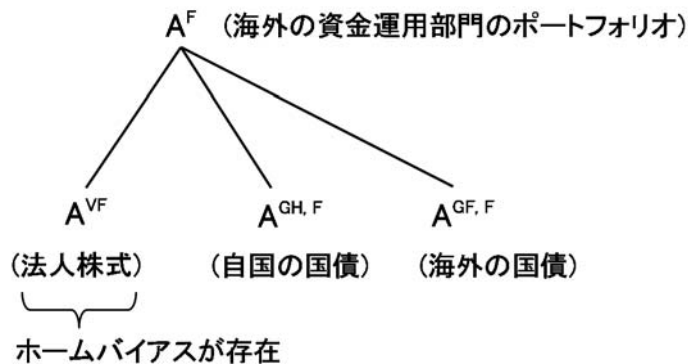 A^F (海外の資金運用部門のポートフォリオ)
A^VF A^GH, F A^GF, F
(法人株式) (自国の国債) (海外の国債)
ホームバイアスが存在